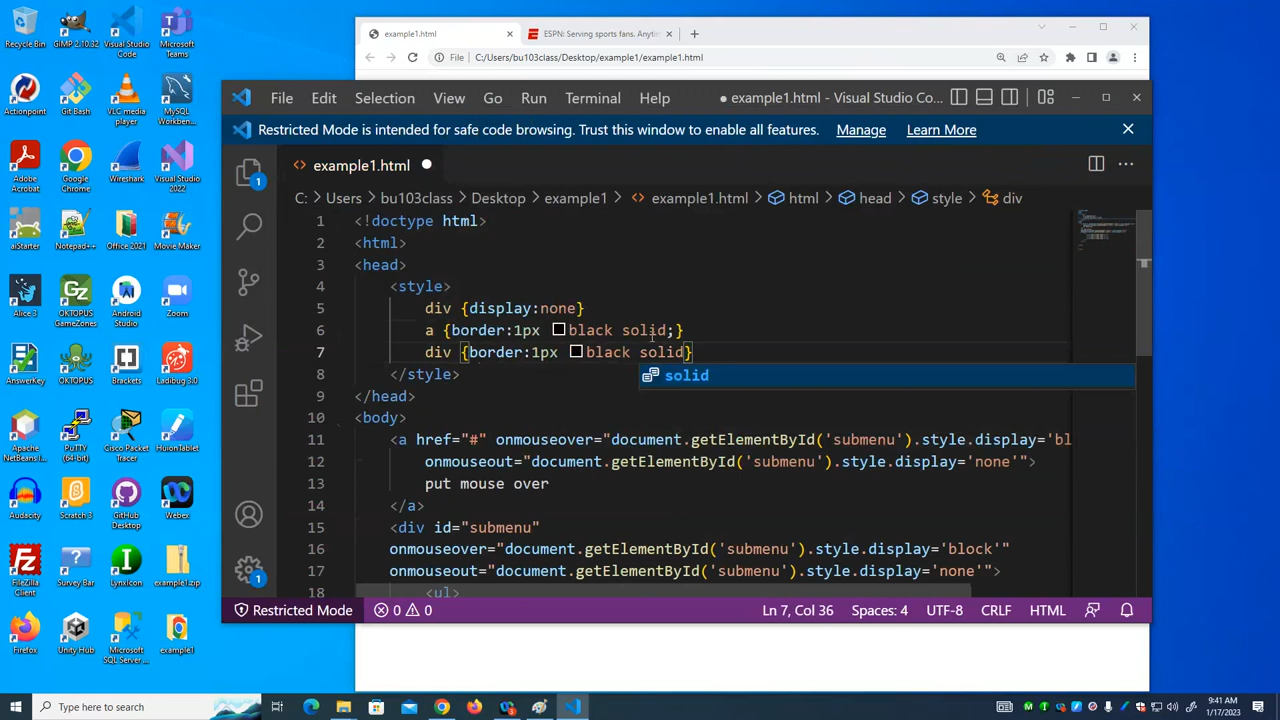 Recycle Bin
GIMP 2.10.32
Visual Studio Code
Microsoft Teams
Actionpoint
Git Bash
VLC media player
MySQL Workben...
Adobe Acrobat
Google Chrome
Wireshark
Visual Studio 2022
aiStarter
Notepad++
Office 2021
Movie Maker
Alice 3
OKTOPUS GameZones
Android Studio
Zoom
AnswerKey
OKTOPUS
Brackets
Ladibug 3.0
Apache NetBeans I...
PuTTY (64-bit)
Cisco Packet Tracer
HuionTablet
Audacity
Scratch 3
GitHub Desktop
Webex
FileZilla Client
Survey Bar
LynxIcon
example1.zip
Firefox
Unity Hub
Microsoft SQL Server ...
example1
example1.html
ESPN: Serving sports fans. Anytim
File C:/Users/bu103class/Desktop/example1/example1.html
File Edit Selection View Go Run Terminal Help ● example1.html - Visual Studio Co...
Restricted Mode is intended for safe code browsing. Trust this window to enable all features. Manage Learn More
1
<> example1.html
C: > Users > bu103class > Desktop > example1 > <> example1.html > html > head > style > div
1 <!doctype html>
2 <html>
3 <head>
4 <style>
5 div {display:none}
6 a {border:1px black solid;}
7 div {border:1px black solid}
solid
8 </style>
9 </head>
10 <body>
11 <a href="#" onmouseover="document.getElementById('submenu').style.display='bl
12 onmouseout="document.getElementById('submenu').style.display='none'">
13 put mouse over
14 </a>
15 <div id="submenu"
16 onmouseover="document.getElementById('submenu').style.display='block'"
17 onmouseout="document.getElementById('submenu').style.display='none'">
18 <ul>
1
Restricted Mode 0 0 Ln 7, Col 36 Spaces: 4 UTF-8 CRLF HTML
Type here to search
9:41 AM
1/17/2023